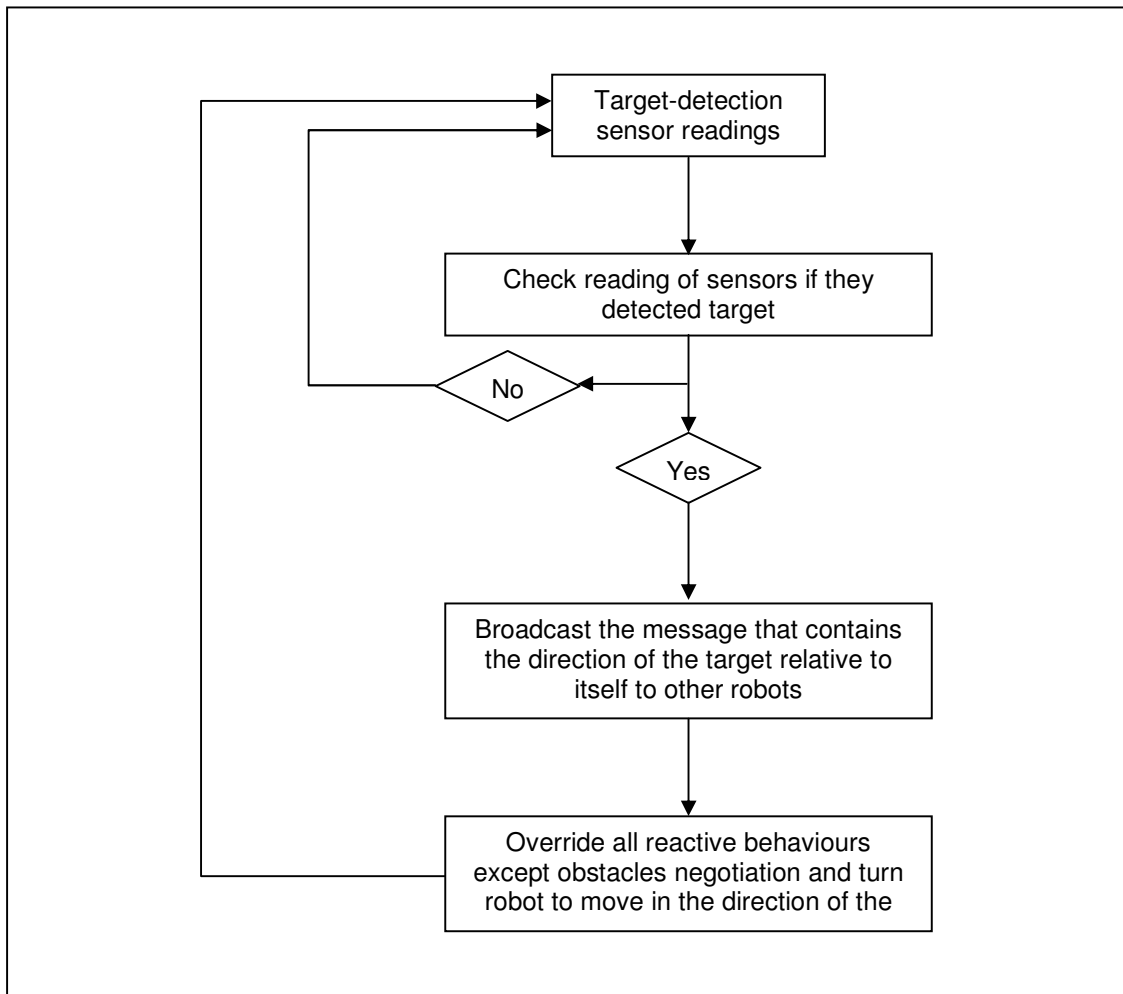 Target-detection
sensor readings
Check reading of sensors if they
detected target
No
Yes
Broadcast the message that contains
the direction of the target relative to
itself to other robots
Override all reactive behaviours
except obstacles negotiation and turn
robot to move in the direction of the